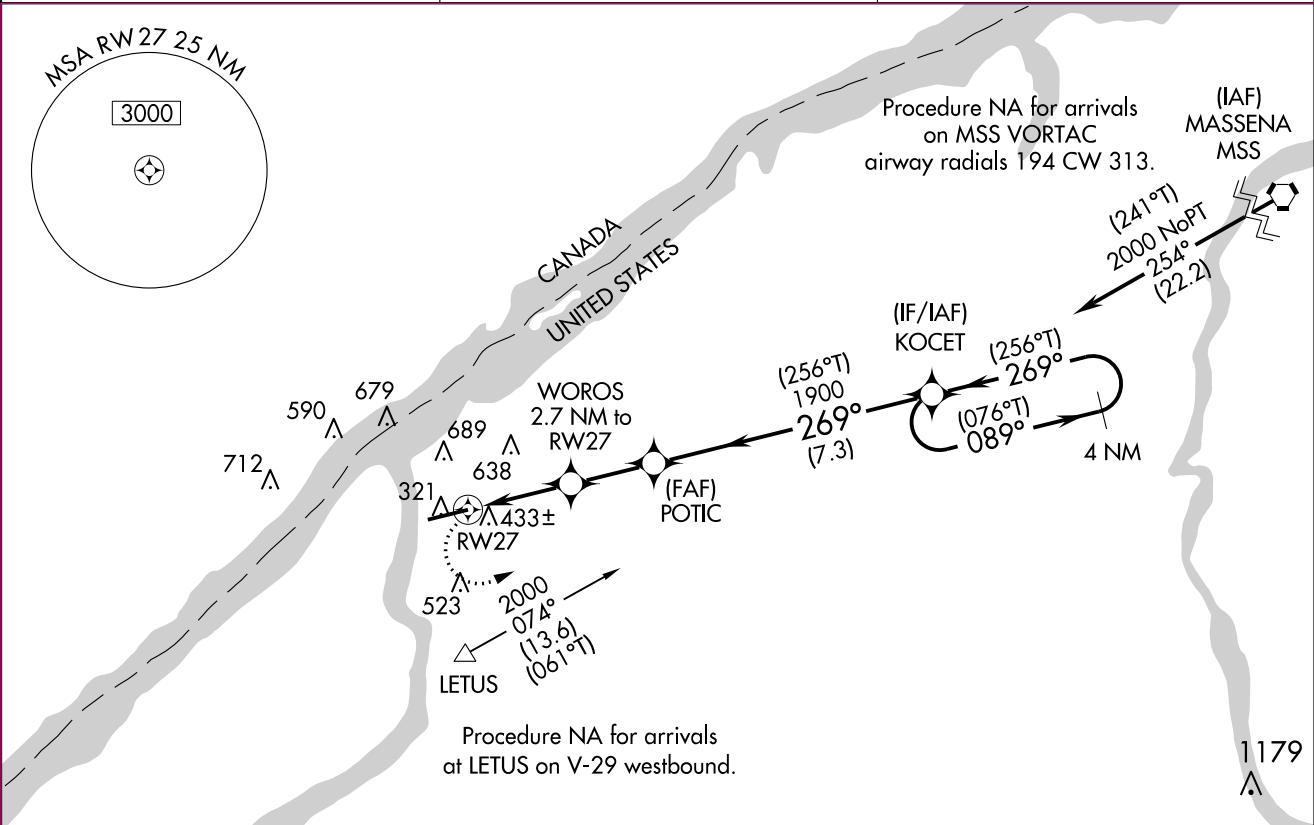 MSA RW27 25 NM
3000
Procedure NA for arrivals
on MSS VORTAC
airway radials 194 CW 313.
(IAF)
MASSENA
MSS
(241°T)
2000 NoPT
254°
(22.2)
CANADA
UNITED STATES
(IF/IAF)
KOCET
(256°T)
269°
(076°T)
089°
4 NM
(256°T)
1900
269°
(7.3)
WOROS
2.7 NM to
RW27
(FAF)
POTIC
679
590
689
712
638
321
433±
RW27
523
2000
074°
(13.6)
(061°T)
LETUS
Procedure NA for arrivals
at LETUS on V-29 westbound.
1179